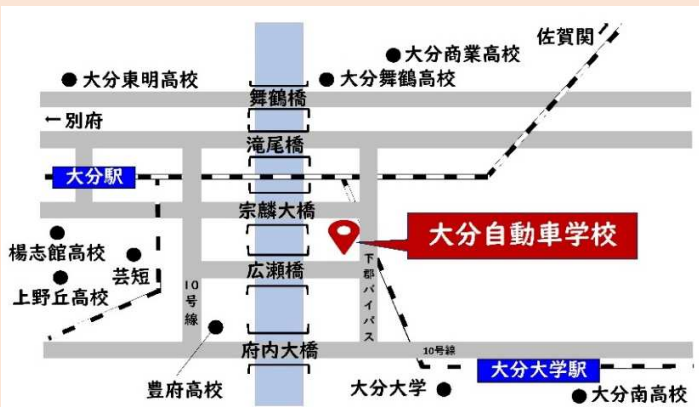 佐賀関
大分商業高校
大分東明高校
大分舞鶴高校
舞鶴橋
←別府
滝尾橋
大分駅
宗麟大橋
大分自動車学校
楊志館高校
芸短
広瀬橋
上野丘高校
10号線
下郡バイパス
府内大橋
10号線
大分大学駅
豊府高校
大分大学
大分南高校